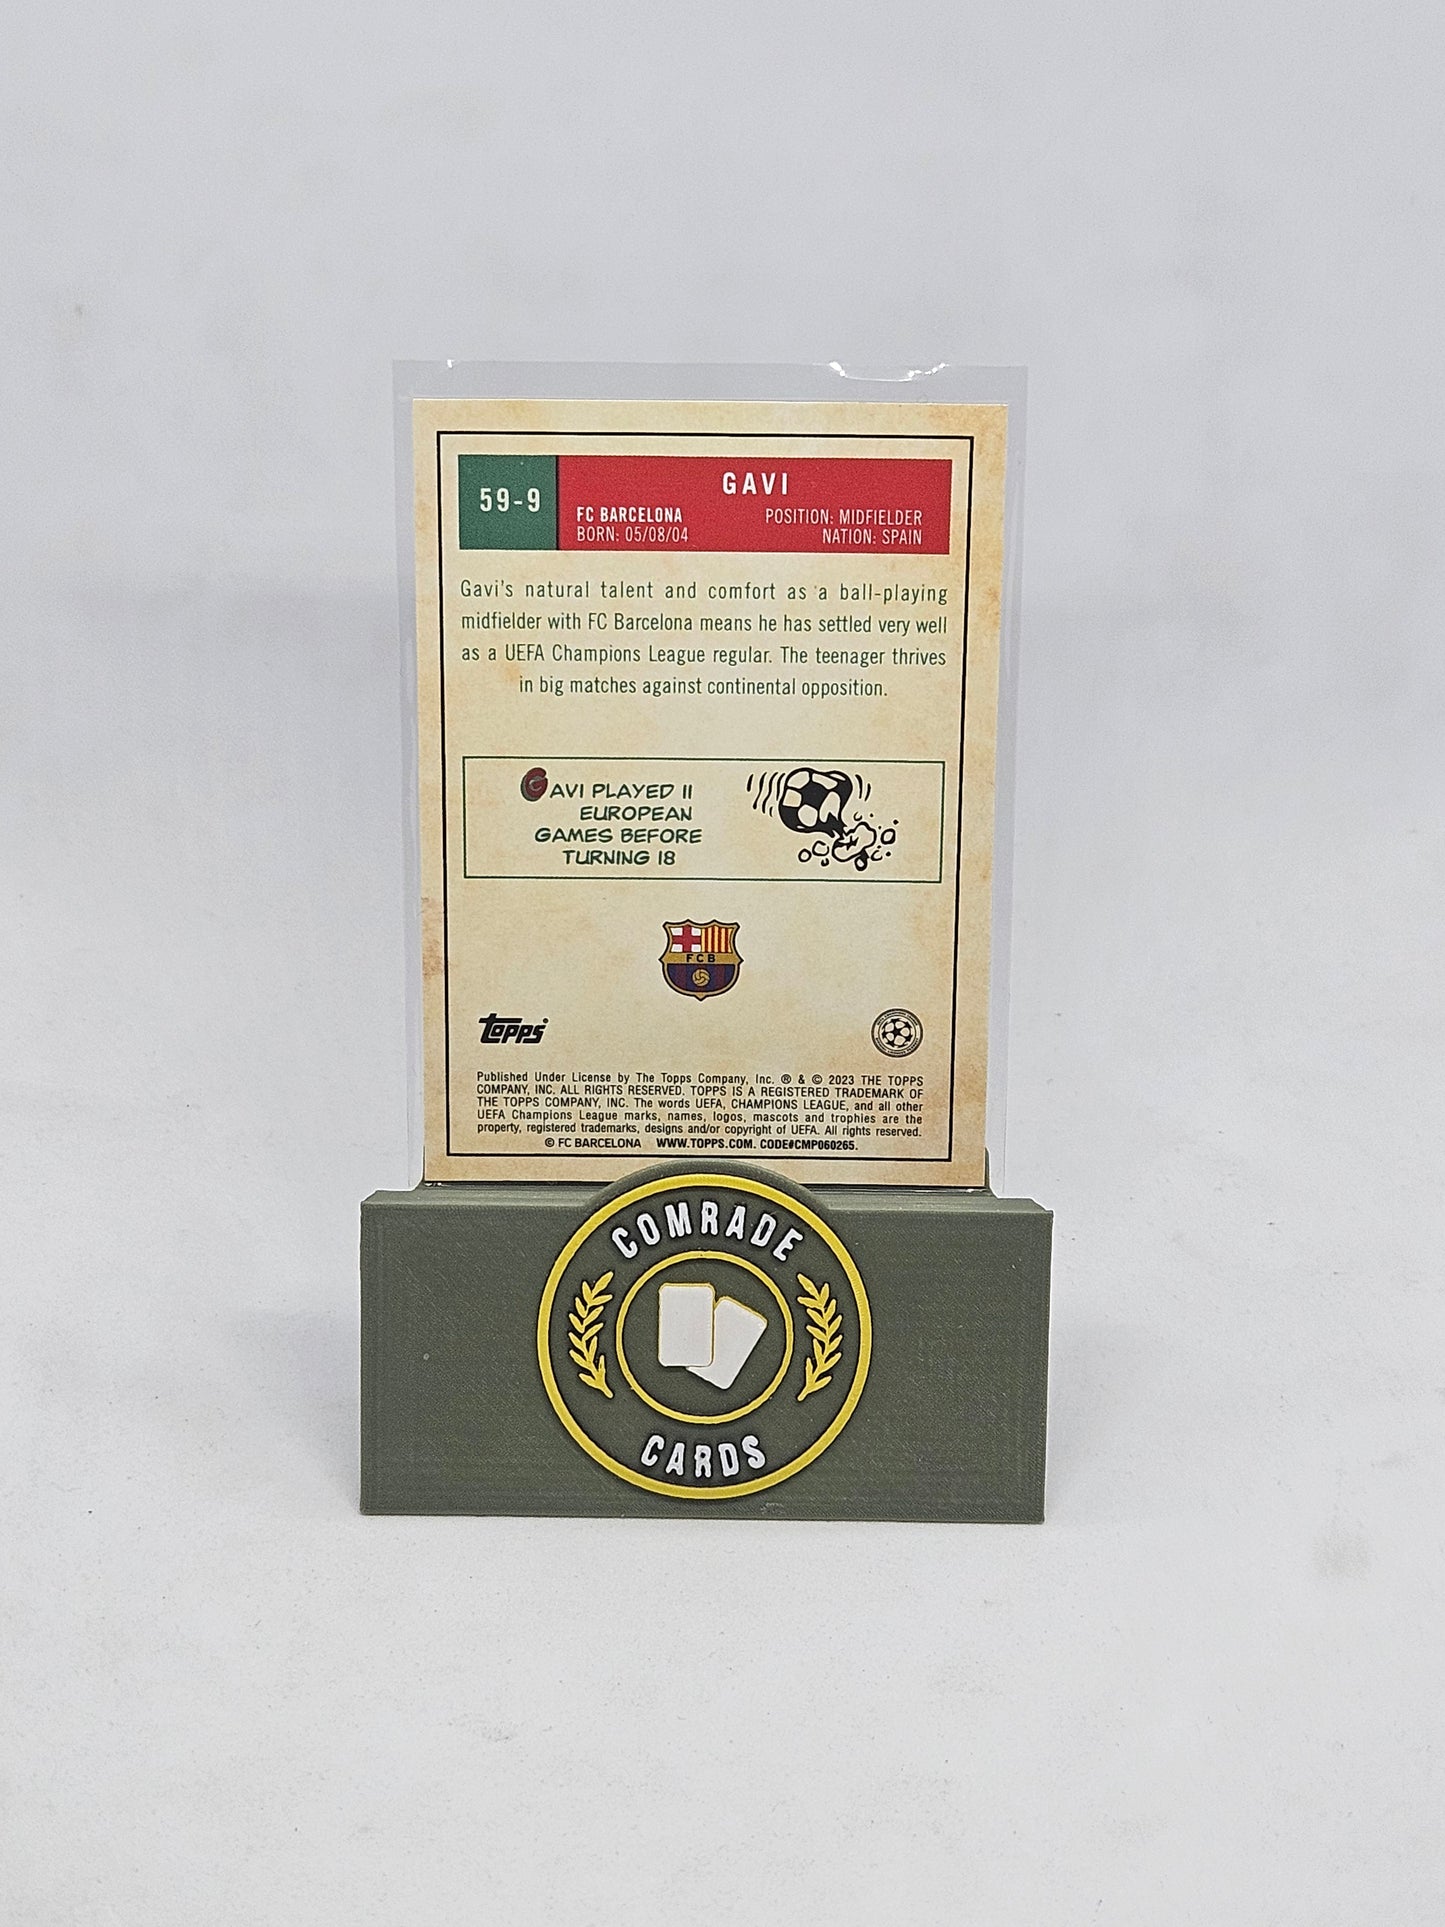 59-9
GAVI
FC BARCELONA
POSITION: MIDFIELDER
BORN: 05/08/04
NATION: SPAIN
Gavi's natural talent and comfort as a ball-playing
midfielder with FC Barcelona means he has settled very well
as a UEFA Champions League regular. The teenager thrives
in big matches against continental opposition.
GAVI PLAYED 11
EUROPEAN
GAMES BEFORE
TURNING 18
FCB
Topps
Published Under License by The Topps Company, Inc. ® & © 2023 THE TOPPS
COMPANY, INC. ALL RIGHTS RESERVED. TOPPS IS A REGISTERED TRADEMARK OF
THE TOPPS COMPANY, INC. The words UEFA, CHAMPIONS LEAGUE, and all other
UEFA Champions League marks, names, logos, mascots and trophies are the
property, registered trademarks, designs and/or copyright of UEFA. All rights reserved.
© FC BARCELONA WWW.TOPPS.COM. CODE#CMP060265.
COMRADE
CARDS